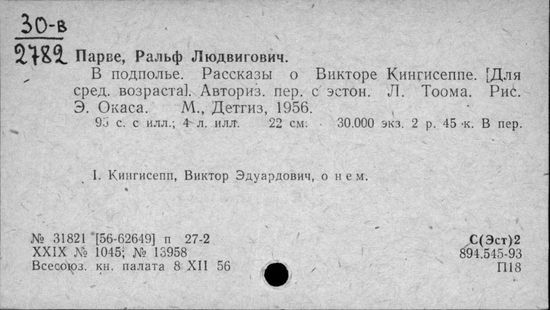 30-в
2782
Парве, Ральф Людвигович.
В подполье. Рассказы о Викторе Кингисеппе. [Для
сред. возраста]. Авториз. пер. с эстон. Л. Тоома. Рис.
Э. Окаса. М., Детгиз, 1956.
95 с. с илл.; 4 л. илл. 22 см. 30.000 экз. 2 р. 45 к. В пер.
I. Кингисепп, Виктор Эдуардович, о нем.
№ 31821 [56-62649] п 27-2
XXIX № 1045; № 13958
Всесоюз. кн. палата 8 XII 56
С(Эст)2
894.545-93
П18